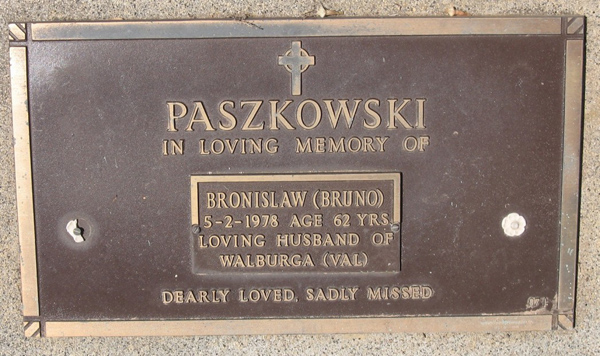 PASZKOWSKI
IN LOVING MEMORY OF
BRONISLAW (BRUNO)
5-2-1978 AGE 62 YRS.
LOVING HUSBAND OF
WALBURGA (VAL)
DEARLY LOVED, SADLY MISSED